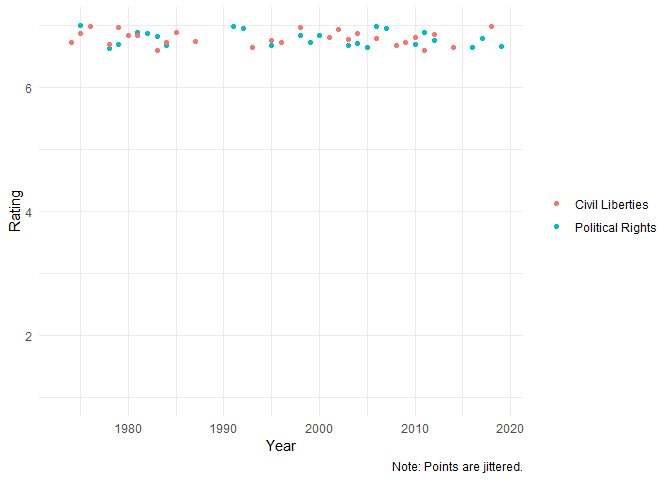 6
4
2
Rating
1980 1990 2000 2010 2020
Year
Civil Liberties
Political Rights
Note: Points are jittered.